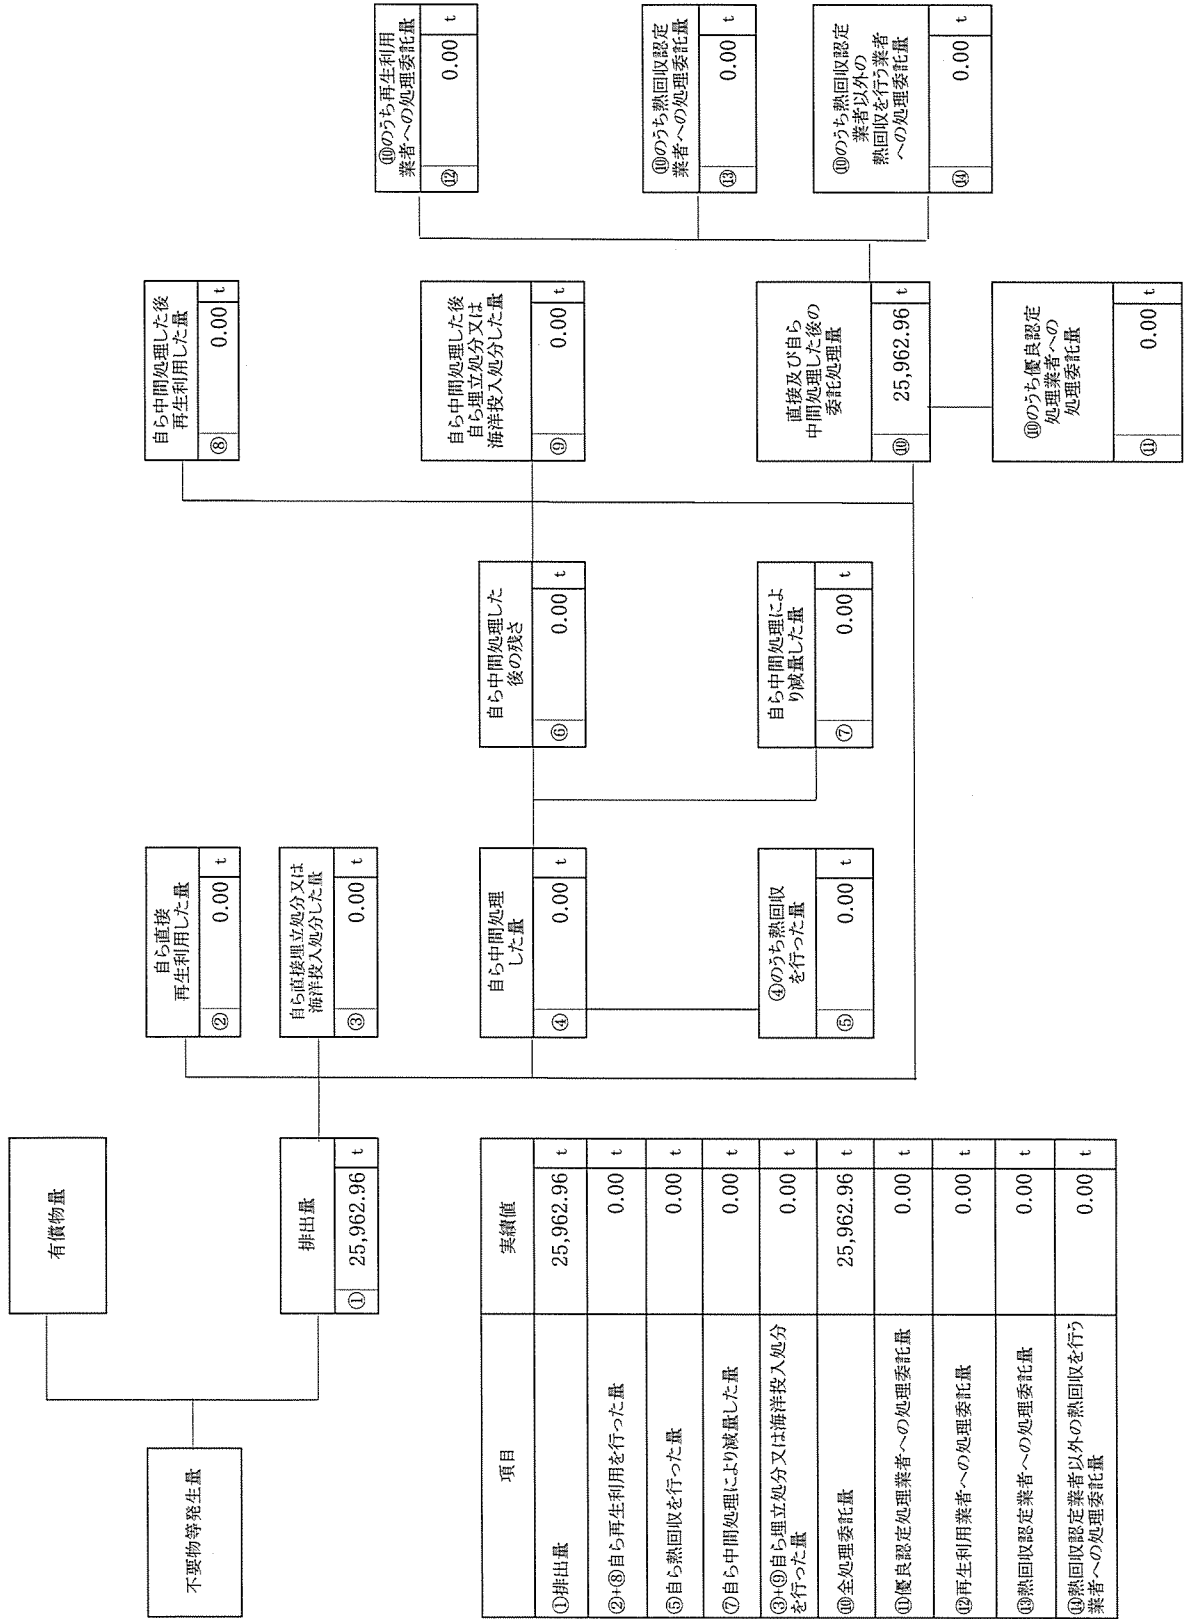 不要物等発生量
有償物量
排出量
① 25,962.96 t
自ら直接
再生利用した量
② 0.00 t
自ら直接埋立処分又は
海洋投入処分した量
③ 0.00 t
自ら中間処理
した量
④ 0.00 t
④のうち熱回収
を行った量
⑤ 0.00 t
自ら中間処理した
後の残さ
⑥ 0.00 t
自ら中間処理によ
り減量した量
⑦ 0.00 t
自ら中間処理した後
再生利用した量
⑧ 0.00 t
自ら中間処理した後
自ら埋立処分又は
海洋投入処分した量
⑨ 0.00 t
直接及び自ら
中間処理した後の
委託処理量
⑩ 25,962.96 t
⑩のうち優良認定
処理業者への
処理委託量
⑪ 0.00 t
⑩のうち再生利用
業者への処理委託量
⑫ 0.00 t
⑩のうち熱回収認定
業者への処理委託量
⑬ 0.00 t
⑩のうち熱回収認定
業者以外の
熱回収を行う業者
への処理委託量
⑭ 0.00 t
項目 実績値
①排出量 25,962.96 t
②+⑧自ら再生利用を行った量 0.00 t
⑤自ら熱回収を行った量 0.00 t
⑦自ら中間処理により減量した量 0.00 t
③+⑨自ら埋立処分又は海洋投入処分
を行った量 0.00 t
⑩全処理委託量 25,962.96 t
⑪優良認定処理業者への処理委託量 0.00 t
⑫再生利用業者への処理委託量 0.00 t
⑬熱回収認定業者への処理委託量 0.00 t
⑭熱回収認定業者以外の熱回収を行う
業者への処理委託量 0.00 t